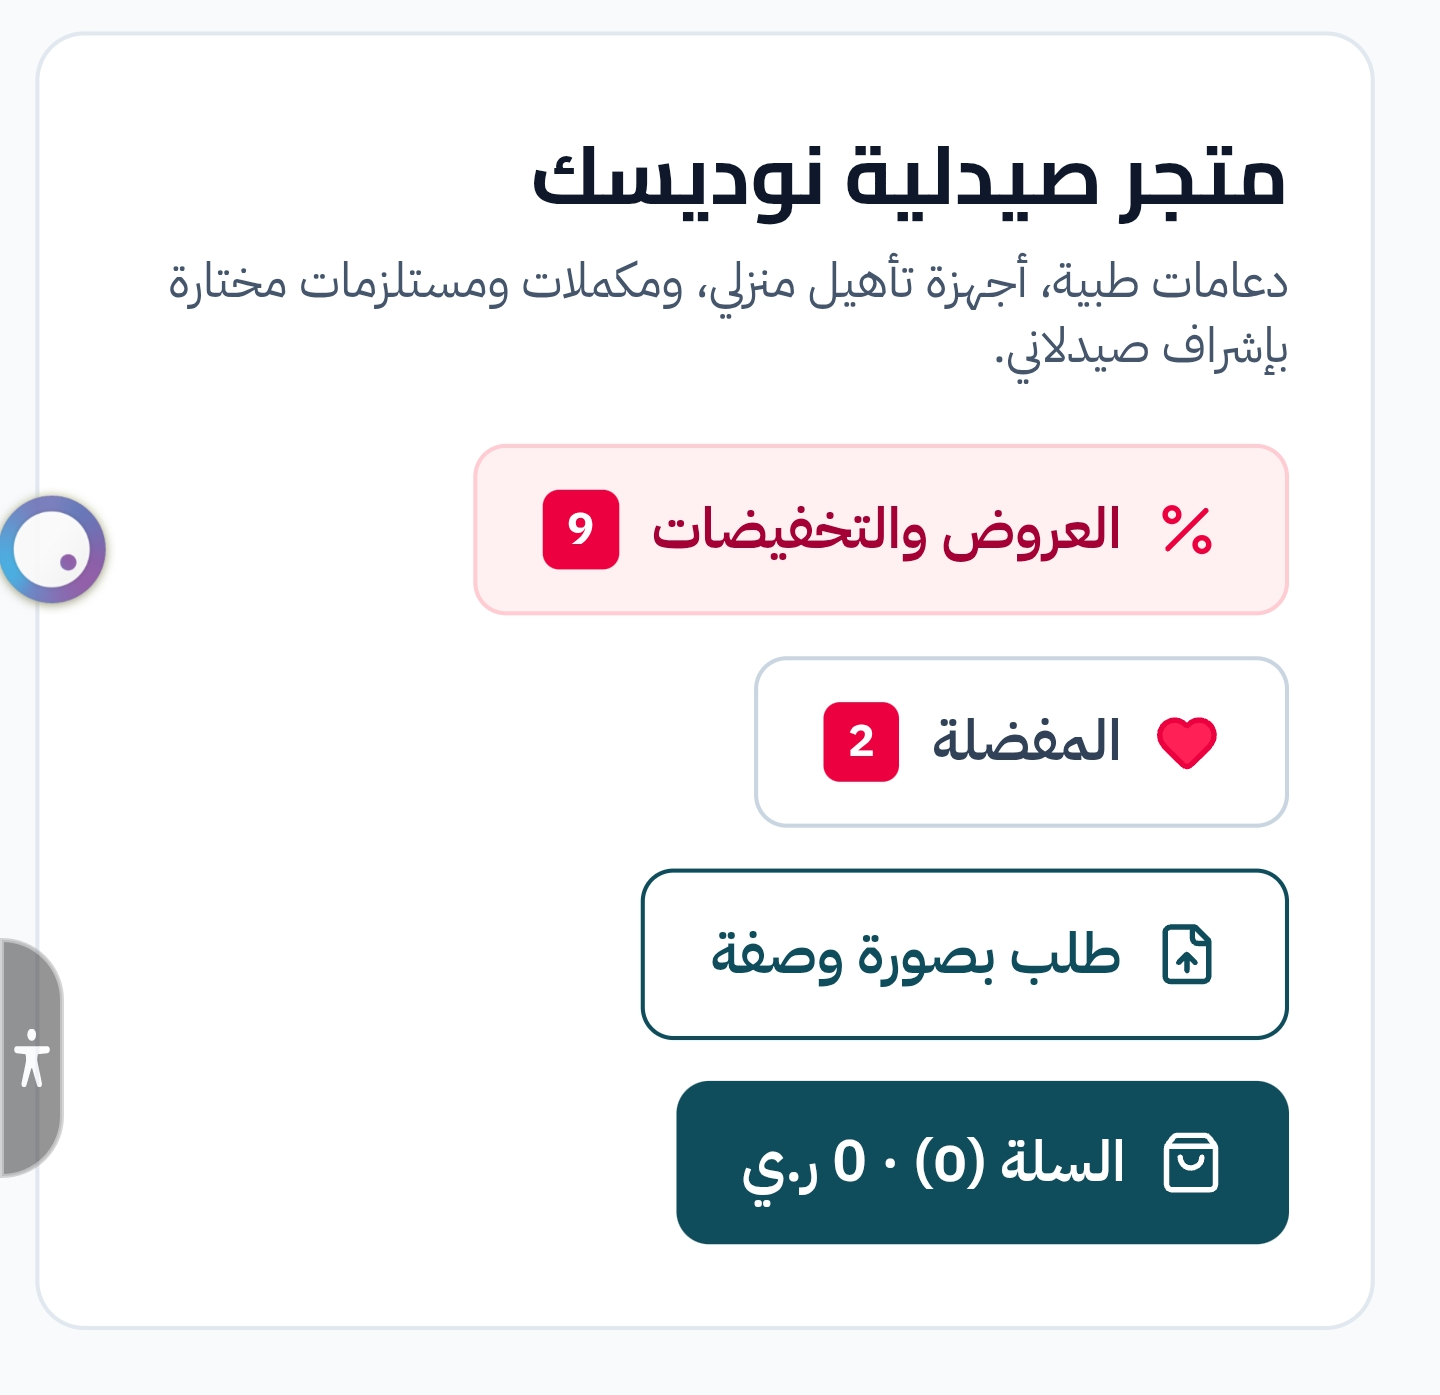 متجر صيدلية نوديسك
دعامات طبية، أجهزة تأهيل منزلي، ومكملات ومستلزمات مختارة
بإشراف صيدلاني.
العروض والتخفيضات 9
المفضلة 2
طلب بصورة وصفة
السلة (0) · 0 ر.ي